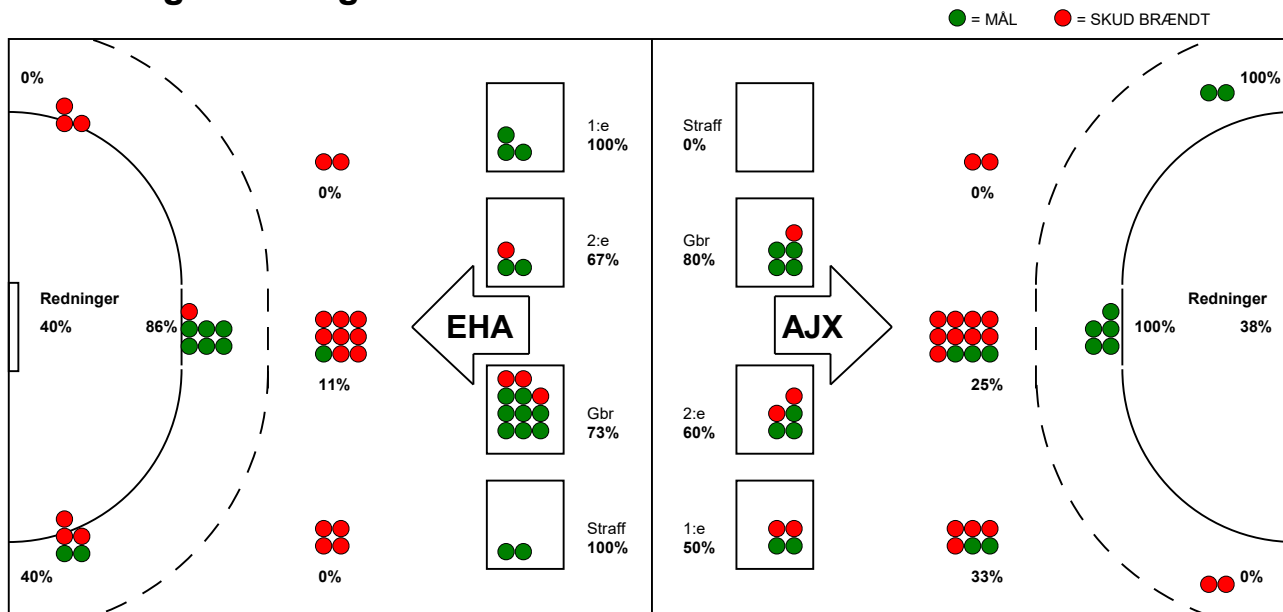 = MÅL
= SKUD BRÆNDT
0%
1:e
100%
0%
2:e
67%
Redninger
40%
86%
11%
EHA
Gbr
73%
Straff
100%
40%
0%
Straff
0%
100%
0%
Gbr
80%
AJX
Redninger
100%
38%
25%
2:e
60%
1:e
50%
33%
0%